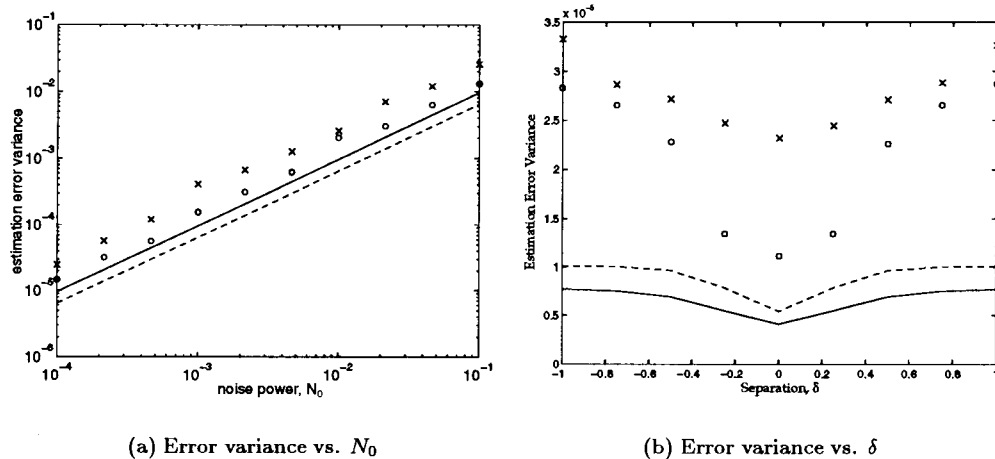 10^-1
10^-2
10^-3
10^-4
10^-5
10^-6
estimation error variance
10^-4 10^-3 10^-2 10^-1
noise power, N₀
(a) Error variance vs. N₀
x 10^-5
3.5
3
2.5
2
1.5
1
0.5
0
Estimation Error Variance
-1 -0.8 -0.6 -0.4 -0.2 0 0.2 0.4 0.6 0.8 1
Separation, δ
(b) Error variance vs. δ